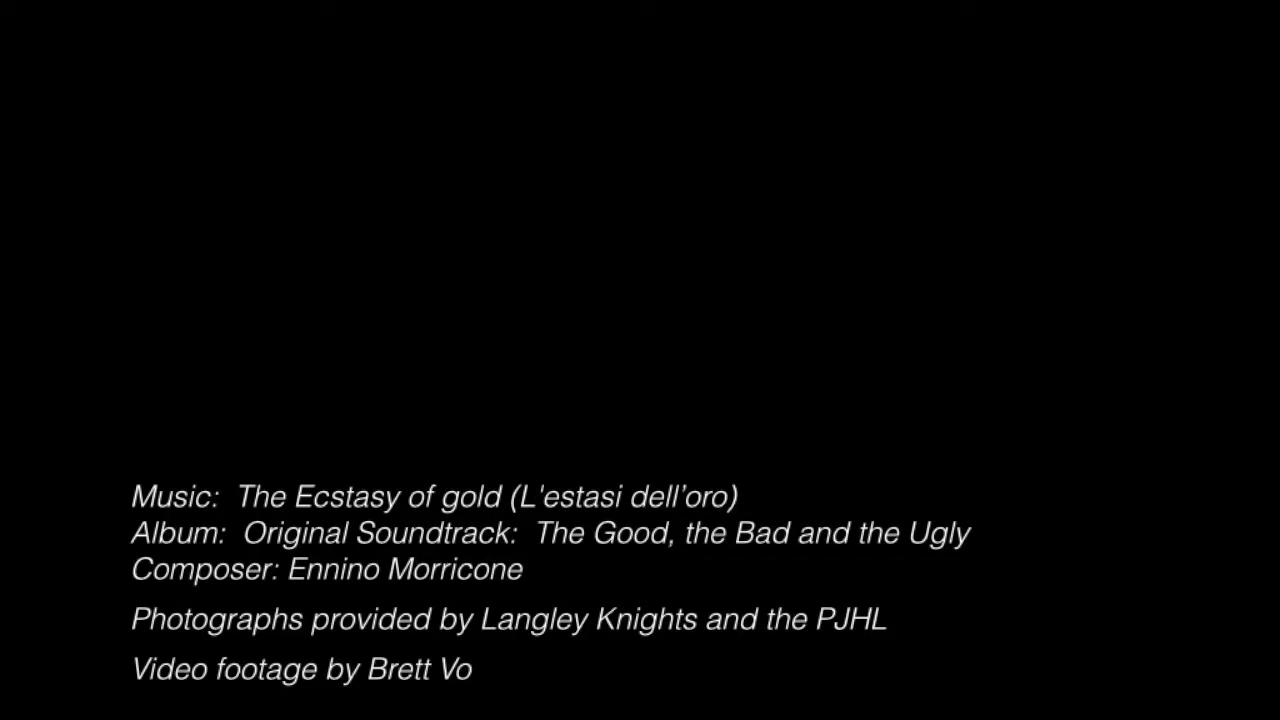 Music:  The Ecstasy of gold (L'estasi dell’oro)
Album:  Original Soundtrack:  The Good, the Bad and the Ugly
Composer: Ennino Morricone
Photographs provided by Langley Knights and the PJHL
Video footage by Brett Vo